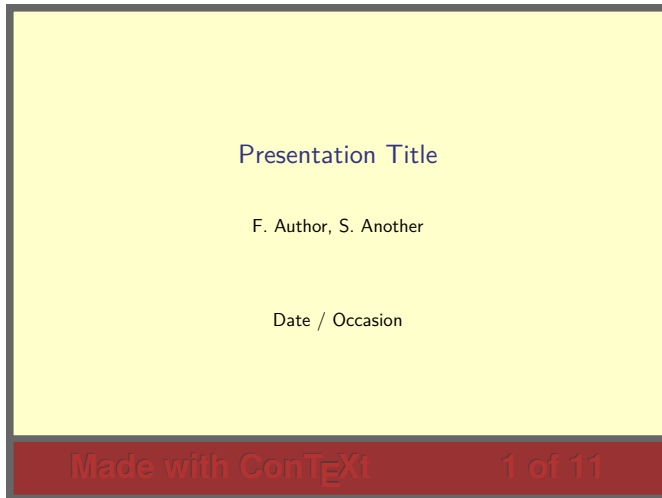 Presentation Title
F. Author, S. Another
Date / Occasion
Made with ConTEXt 1 of 11